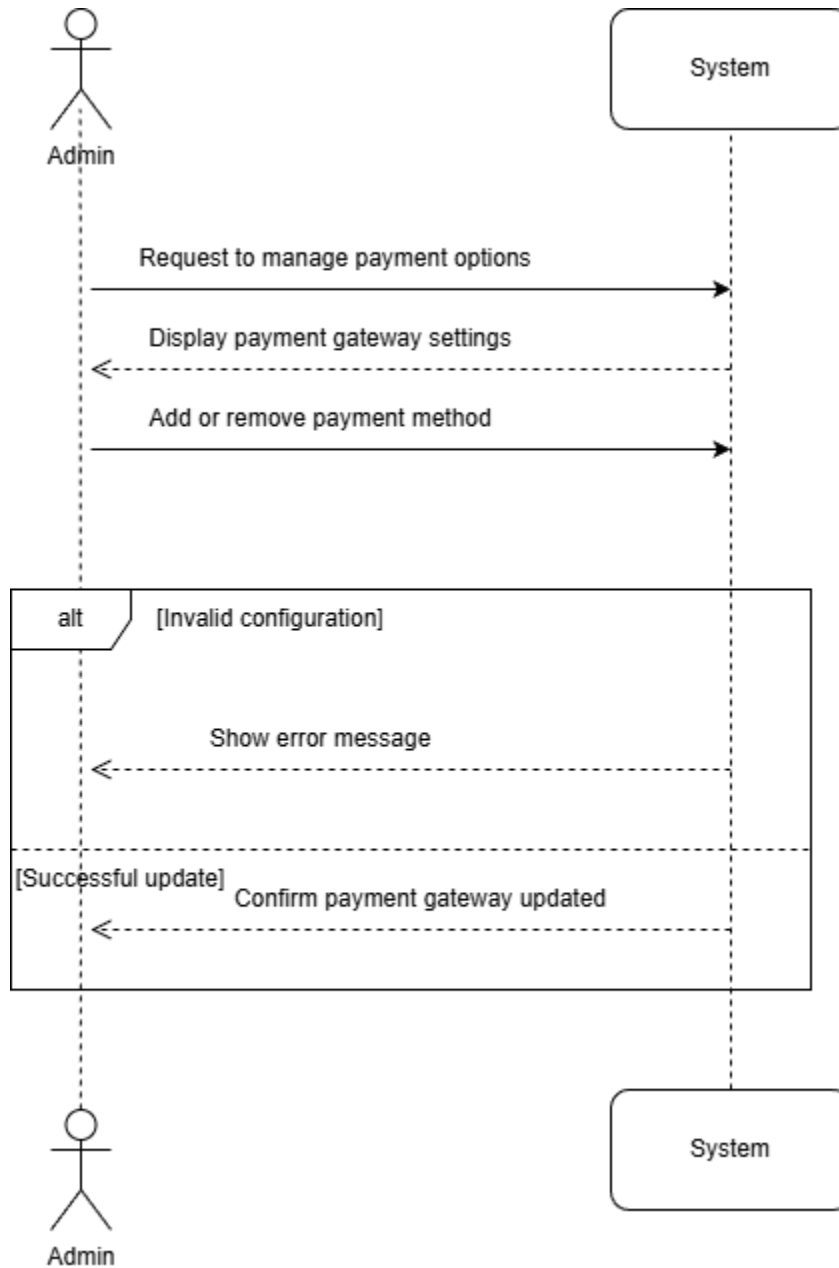 System
Admin
Request to manage payment options
Display payment gateway settings
Add or remove payment method
alt
[Invalid configuration]
Show error message
[Successful update]
Confirm payment gateway updated
System
Admin